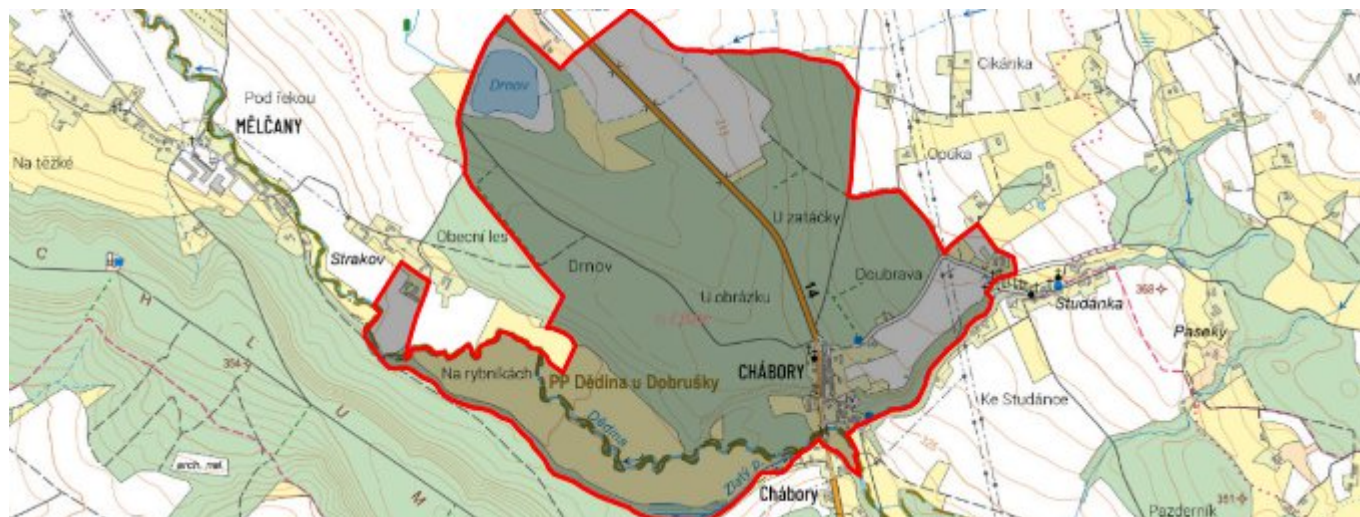 Drnov
Cikánka
Pod řekou
MĚLČANY
Na těžké
Opuka
Obecní les
U zatáčky
Strakov
Drnov
Doubrava
C
H
L
U
M
U obrázku
14
Studánka
368
Paseky
354
Na rybníkách
PP Dědina u Dobrušky
CHÁBORY
Dědina
Ke Studánce
325
arch. nal.
Zlatý p.
Chábory
351
Pazderník